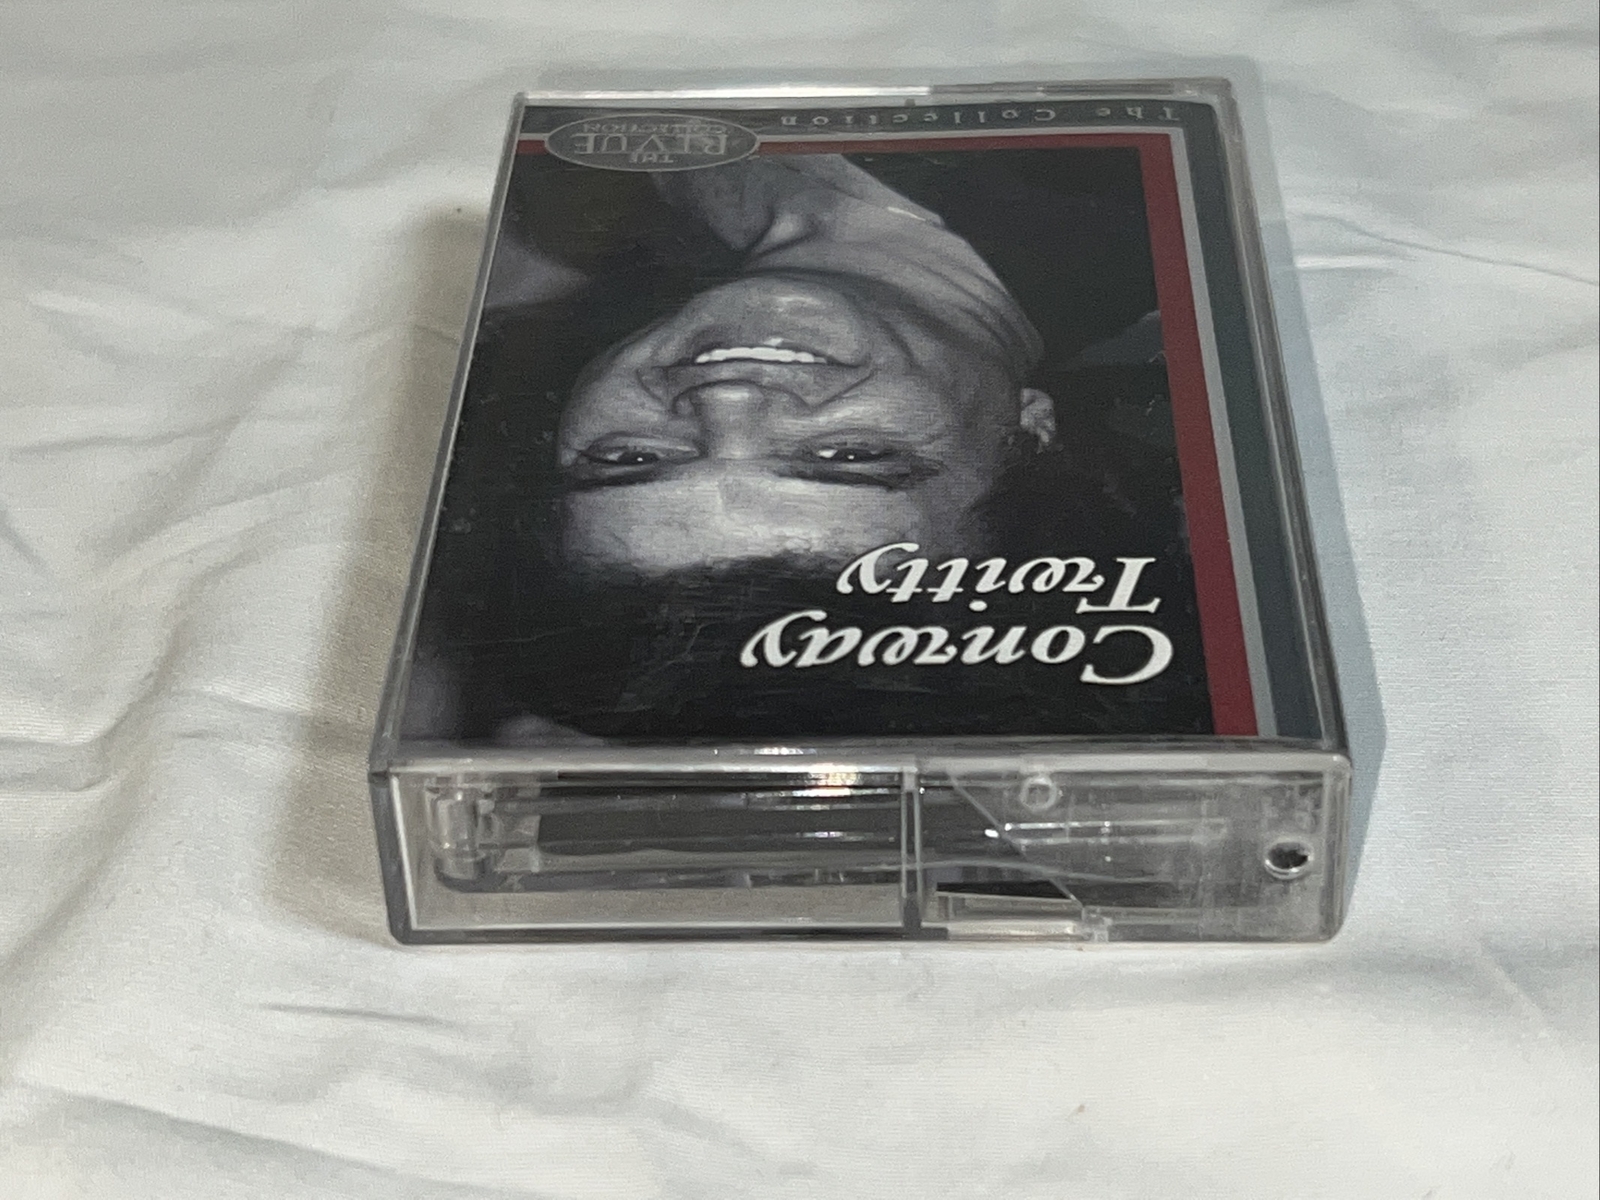 Conway
Twitty
The Collection
THE
REVUE
COLLECTION